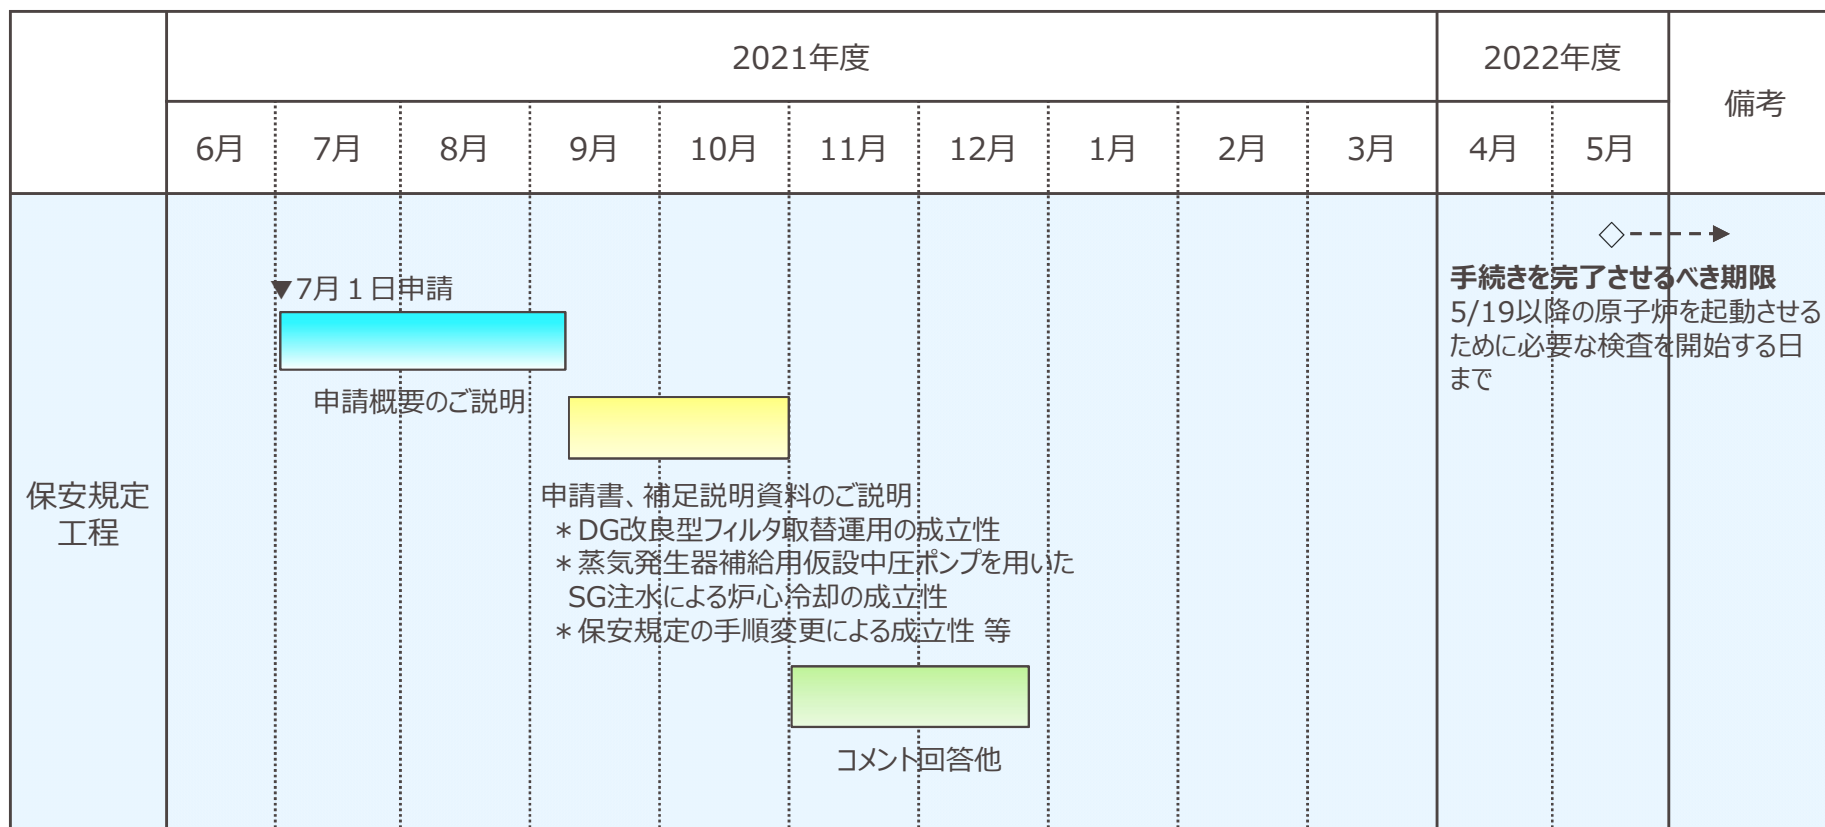 2021年度
2022年度
備考
6月
7月
8月
9月
10月
11月
12月
1月
2月
3月
4月
5月
保安規定
工程
▼7月１日申請
申請概要のご説明
申請書、補足説明資料のご説明
＊DG改良型フィルタ取替運用の成立性
＊蒸気発生器補給用仮設中圧ポンプを用いた
SG注水による炉心冷却の成立性
＊保安規定の手順変更による成立性 等
コメント回答他
手続きを完了させるべき期限
5/19以降の原子炉を起動させる
ために必要な検査を開始する日
まで